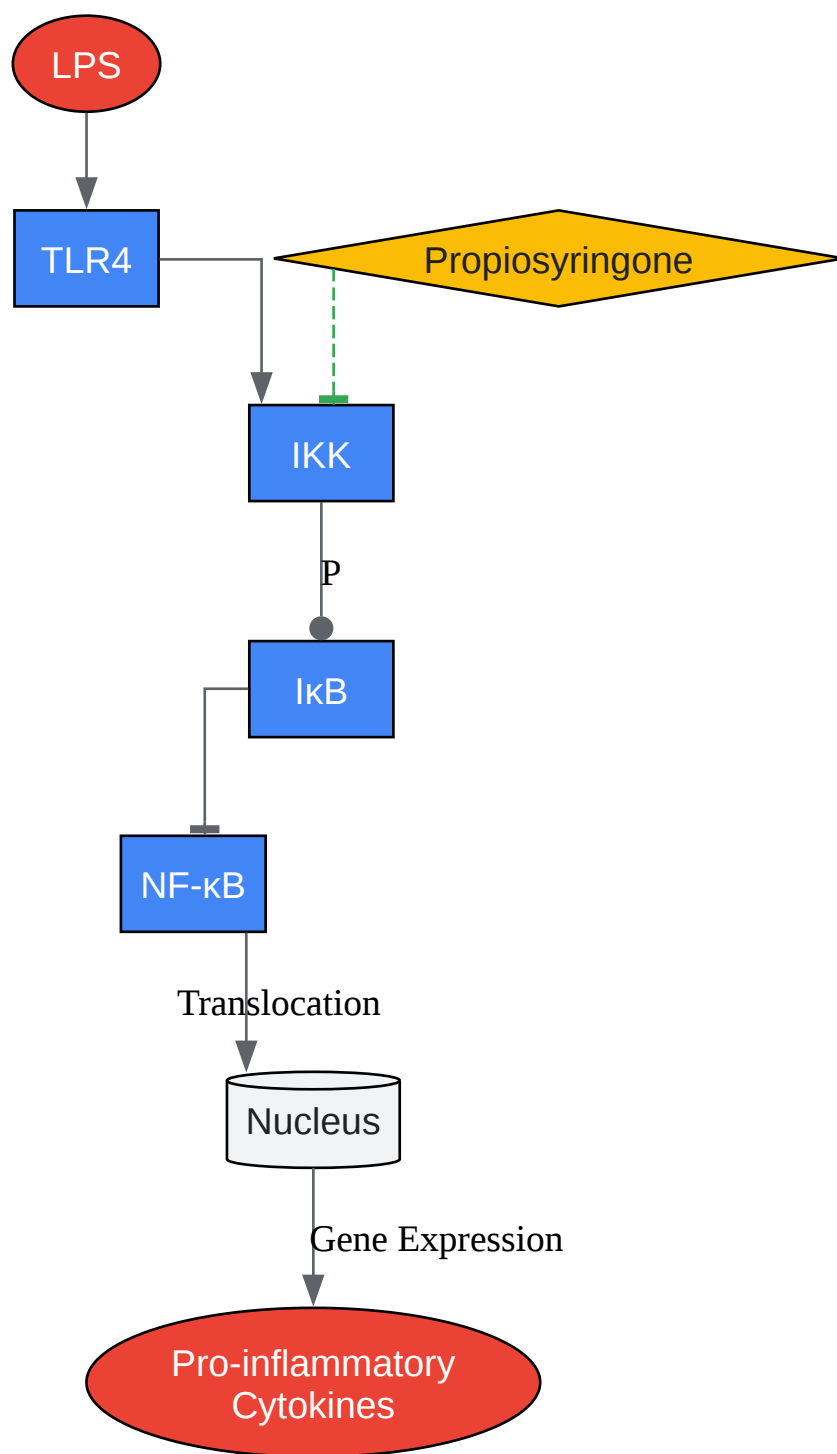 LPS
TLR4
Propiosyringone
IKK
P
IκB
NF-κB
Translocation
Nucleus
Gene Expression
Pro-inflammatory
Cytokines